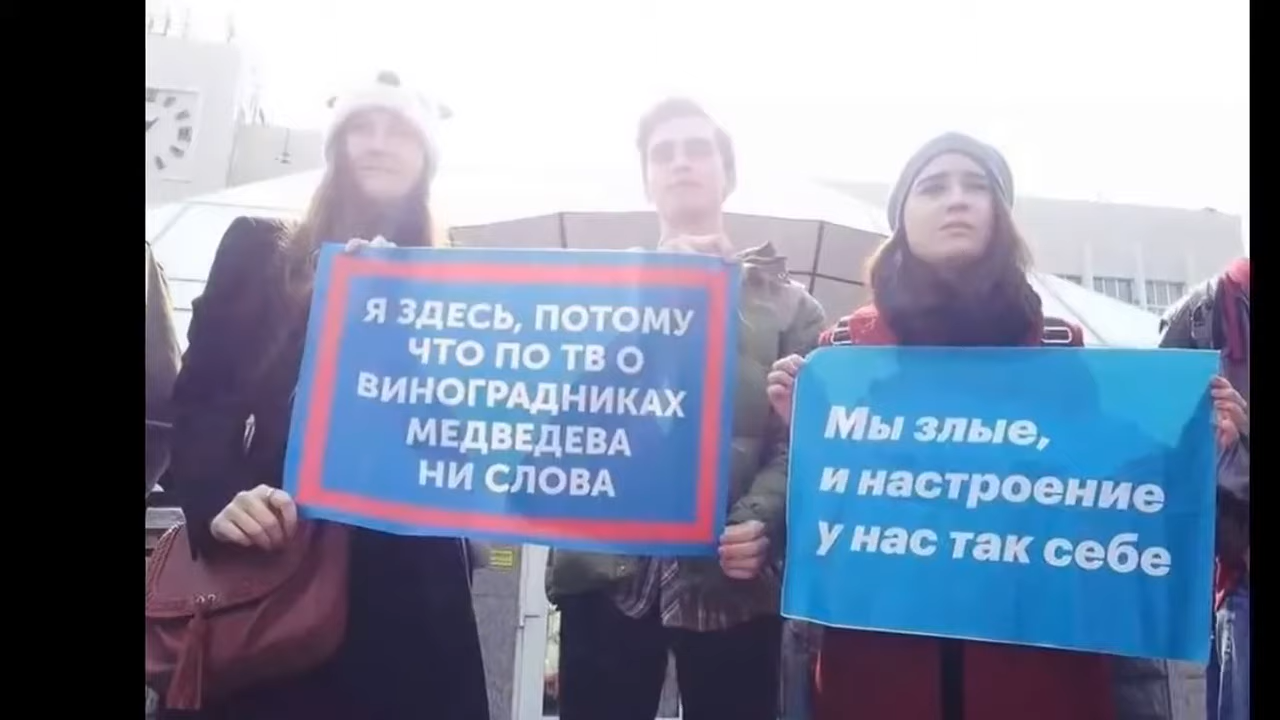 Я ЗДЕСЬ, ПОТОМУ
ЧТО ПО ТВ О
ВИНОГРАДНИКАХ
МЕДВЕДЕВА
НИ СЛОВА
Мы злые,
и настроение
у нас так себе